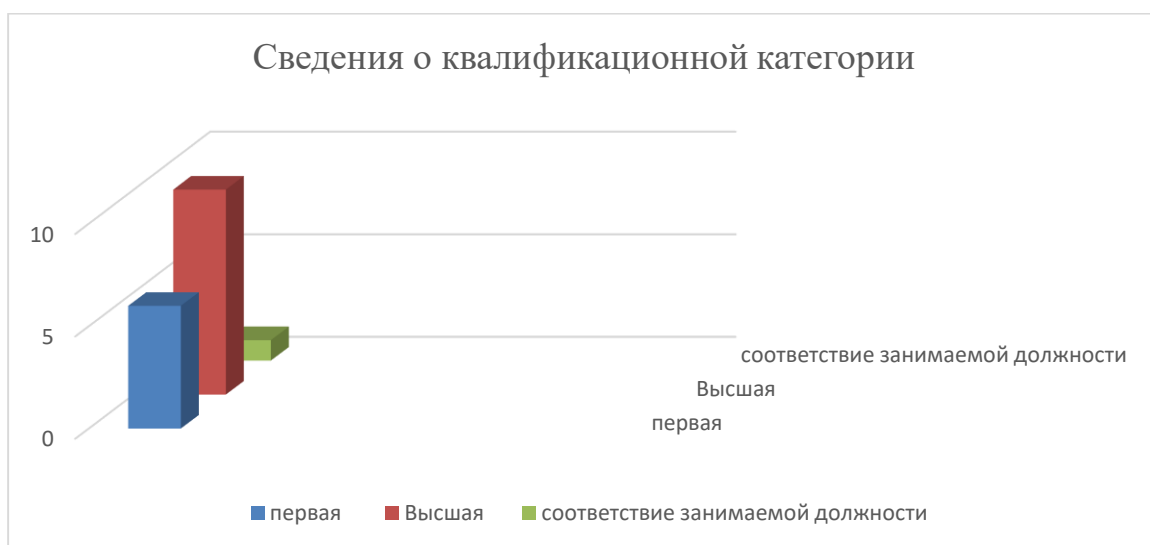 Сведения о квалификационной категории
10
5
0
соответствие занимаемой должности
Высшая
первая
первая Высшая соответствие занимаемой должности